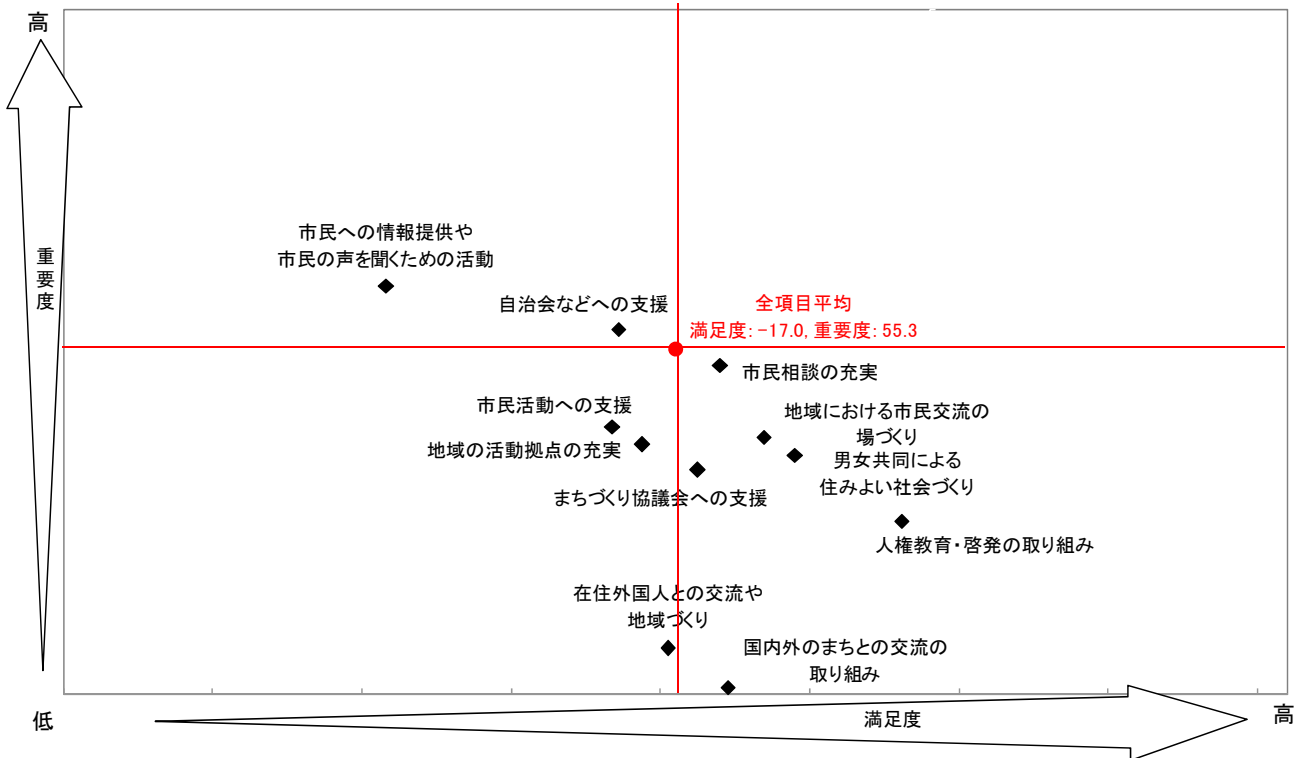 高
重要度
市民への情報提供や
市民の声を聞くための活動
自治会などへの支援
全項目平均
満足度: -17.0, 重要度: 55.3
市民相談の充実
市民活動への支援
地域における市民交流の
場づくり
地域の活動拠点の充実
男女共同による
住みよい社会づくり
まちづくり協議会への支援
人権教育・啓発の取り組み
在住外国人との交流や
地域づくり
国内外のまちとの交流の
取り組み
低
満足度
高